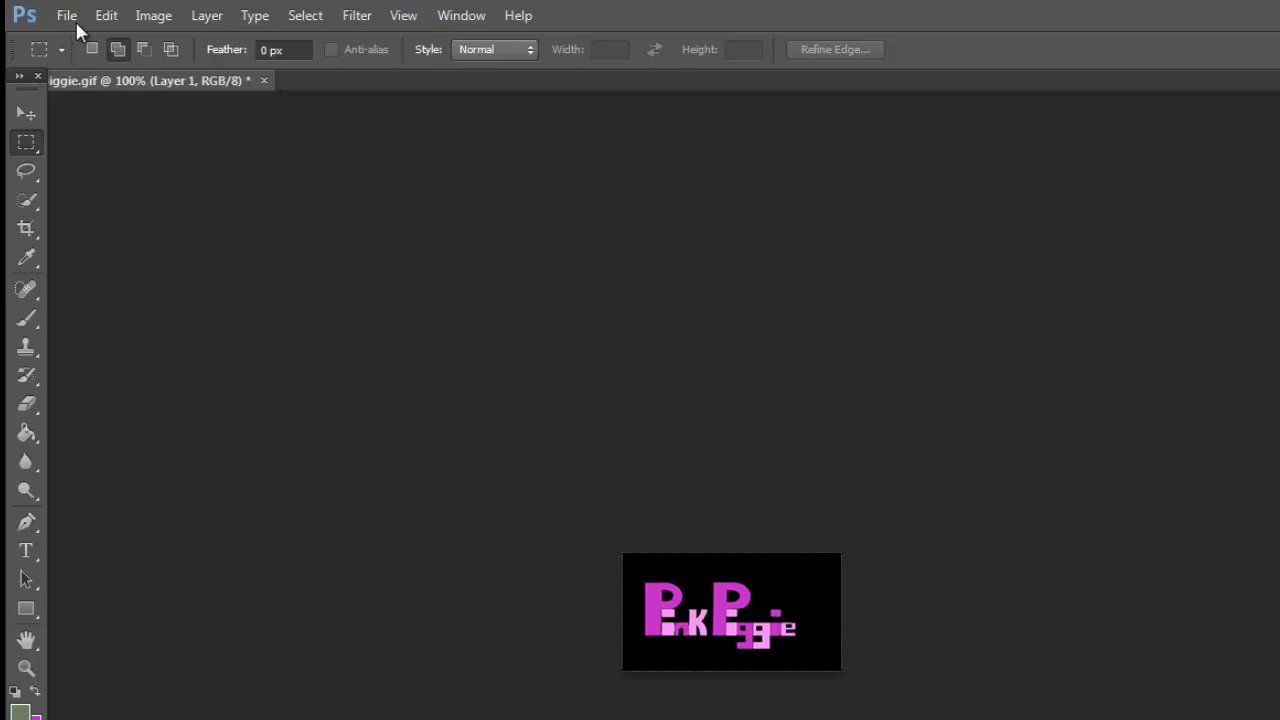 Ps File Edit Image Layer Type Select Filter View Window Help
Feather: 0 px Anti-alias Style: Normal Width: Height: Refine Edge...
iggie.gif @ 100% (Layer 1, RGB/8) * ×
T
PinK Piggie